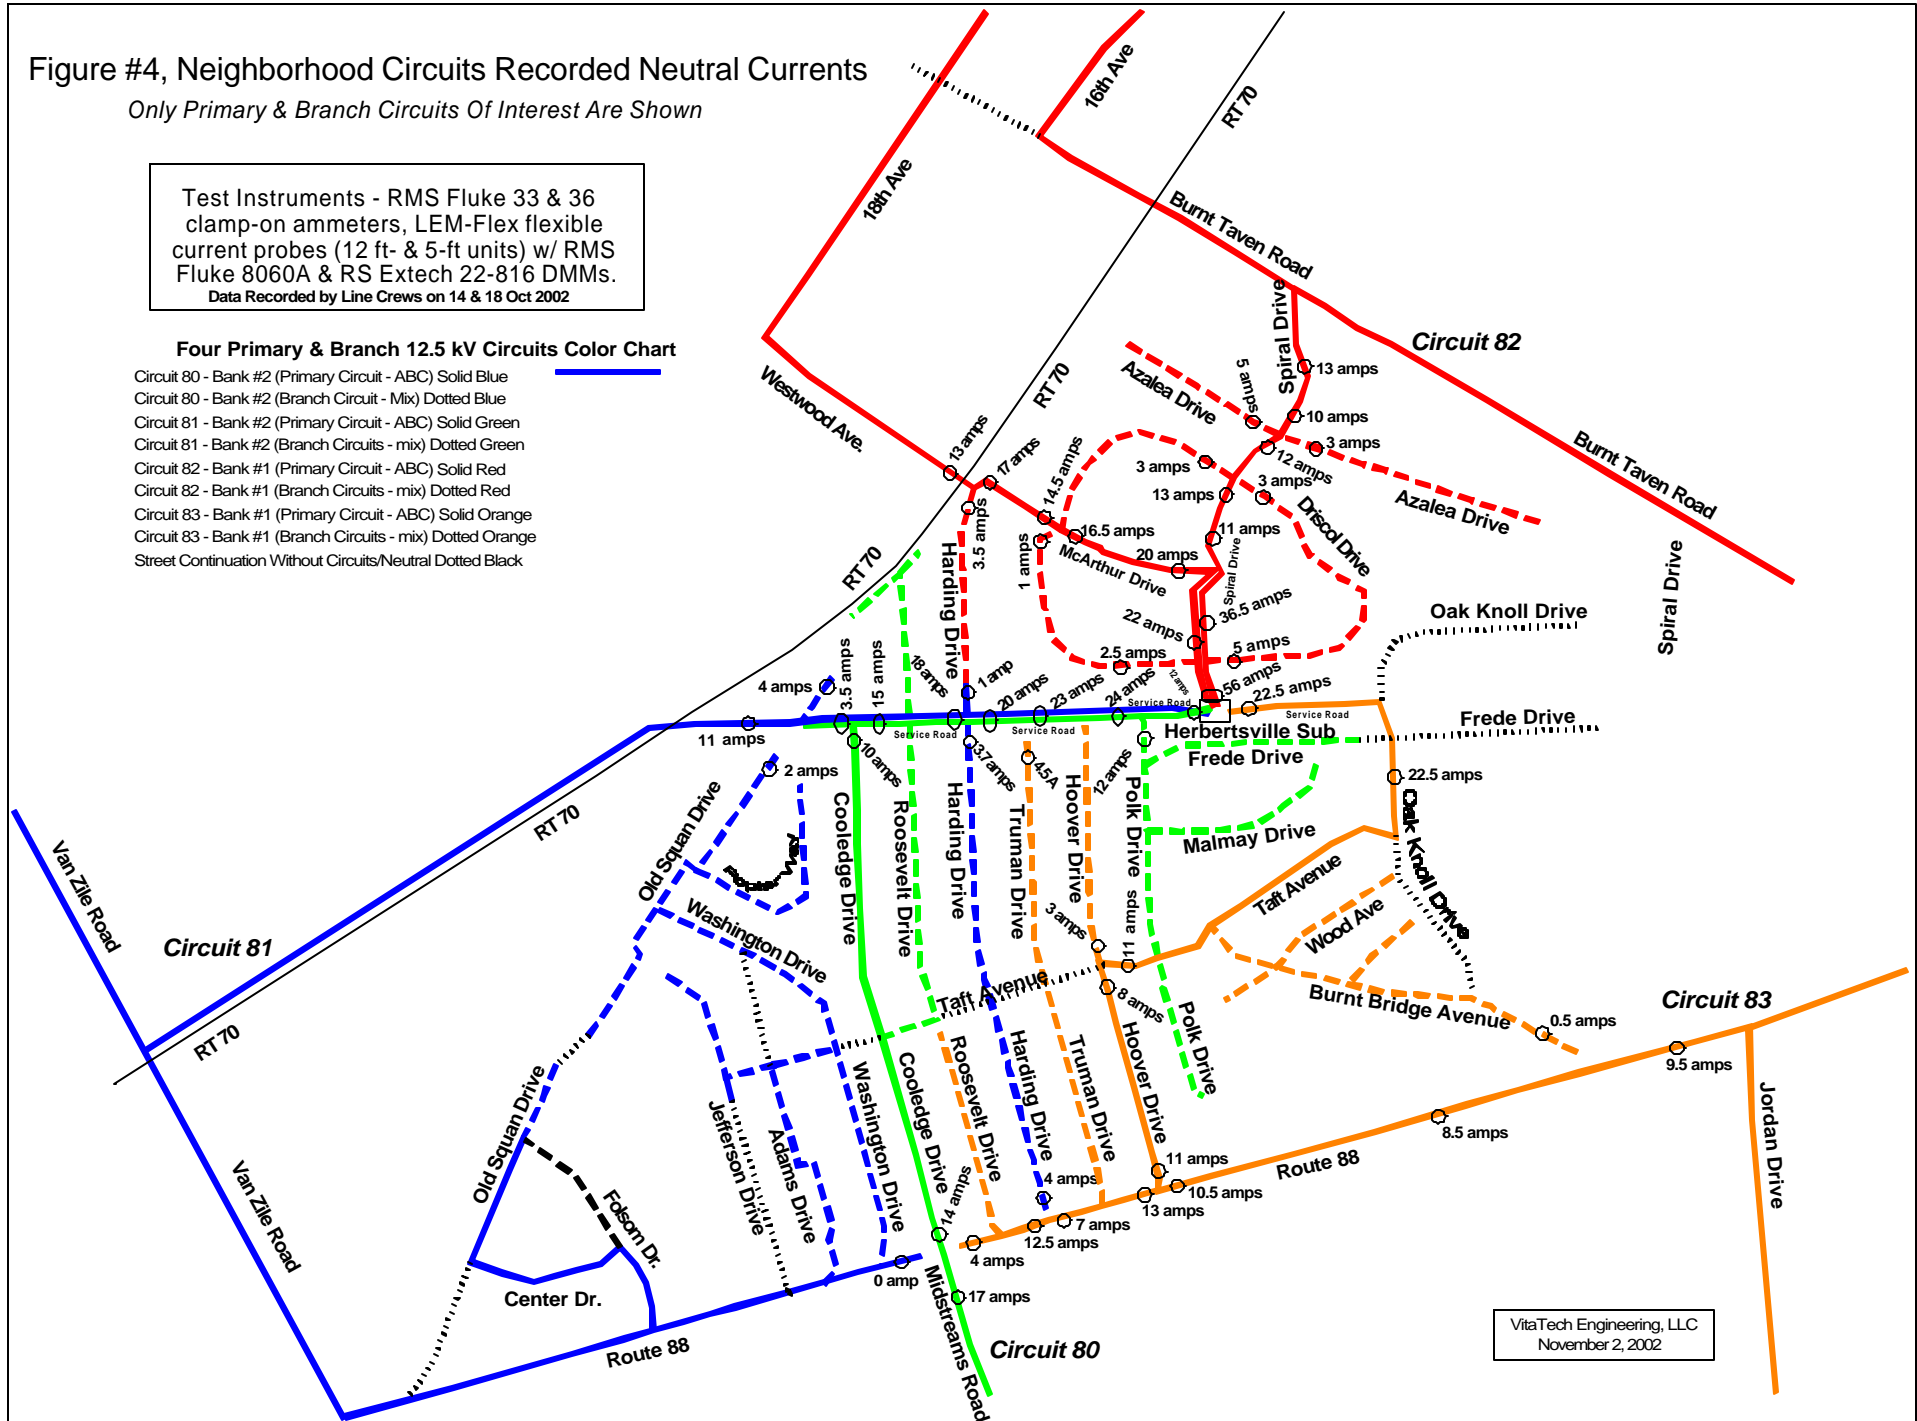 Figure #4, Neighborhood Circuits Recorded Neutral Currents
Only Primary & Branch Circuits Of Interest Are Shown
Test Instruments - RMS Fluke 33 & 36
clamp-on ammeters, LEM-Flex flexible
current probes (12 ft- & 5-ft units) w/ RMS
Fluke 8060A & RS Extech 22-816 DMMs.
Data Recorded by Line Crews on 14 & 18 Oct 2002
Four Primary & Branch 12.5 kV Circuits Color Chart
Circuit 80 - Bank #2 (Primary Circuit - ABC) Solid Blue
Circuit 80 - Bank #2 (Branch Circuit - Mix) Dotted Blue
Circuit 81 - Bank #2 (Primary Circuit - ABC) Solid Green
Circuit 81 - Bank #2 (Branch Circuits - mix) Dotted Green
Circuit 82 - Bank #1 (Primary Circuit - ABC) Solid Red
Circuit 82 - Bank #1 (Branch Circuits - mix) Dotted Red
Circuit 83 - Bank #1 (Primary Circuit - ABC) Solid Orange
Circuit 83 - Bank #1 (Branch Circuits - mix) Dotted Orange
Street Continuation Without Circuits/Neutral Dotted Black
16th Ave
RT 70
18th Ave
Burnt Taven Road
Spiral Drive
Circuit 82
13 amps
5 amps
Azalea Drive
RT 70
Westwood Ave.
10 amps
3 amps
12 amps
Burnt Taven Road
13 amps
17 amps
14.5 amps
3 amps
3 amps
13 amps
Azalea Drive
Driscol Drive
3.5 amps
16.5 amps
11 amps
20 amps
1 amps
McArthur Drive
Spiral Drive
RT 70
Harding Drive
36.5 amps
22 amps
Oak Knoll Drive
Spiral Drive
5 amps
2.5 amps
4 amps
3.5 amps
15 amps
18 amps
1 amp
20 amps
23 amps
24 amps
12 amps
56 amps
22.5 amps
Service Road
Service Road
Service Road
Service Road
Frede Drive
Herbertsville Sub
11 amps
10 amps
3.7 amps
4.5A
12 amps
Frede Drive
2 amps
22.5 amps
RT 70
Old Squan Drive
Cooledge Drive
Roosevelt Drive
Harding Drive
Truman Drive
Hoover Drive
Polk Drive
Malmay Drive
Oak Knoll Drive
Taft Avenue
Wood Ave
Van Zile Road
Circuit 81
Washington Drive
3 amps
11 amps
Taft Avenue
8 amps
Burnt Bridge Avenue
0.5 amps
Circuit 83
9.5 amps
RT 70
Polk Drive
Old Squan Drive
Jefferson Drive
Adams Drive
Washington Drive
Cooledge Drive
Roosevelt Drive
Harding Drive
Truman Drive
Hoover Drive
8.5 amps
Jordan Drive
Route 88
11 amps
10.5 amps
13 amps
4 amps
7 amps
12.5 amps
14 amps
4 amps
0 amp
17 amps
Folsom Dr.
Center Dr.
Van Zile Road
Route 88
Midstreams Road
Circuit 80
VitaTech Engineering, LLC
November 2, 2002